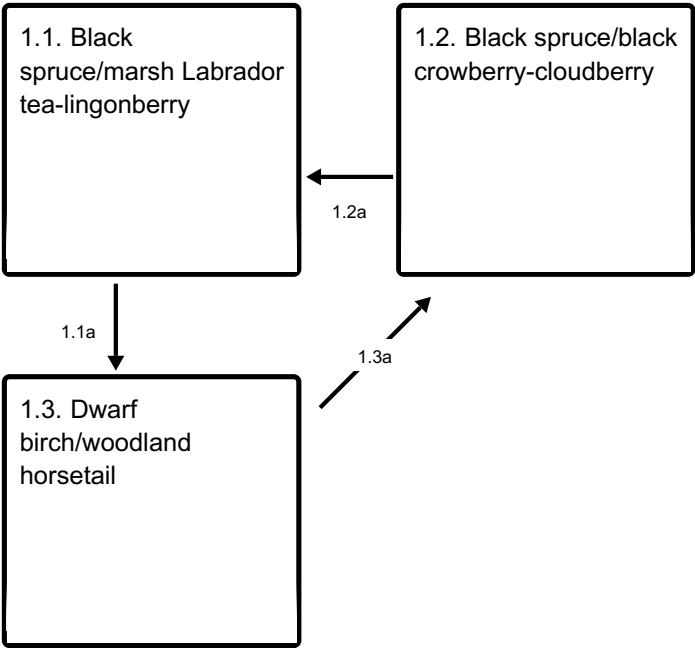 1.1. Black
spruce/marsh Labrador
tea-lingonberry
1.2. Black spruce/black
crowberry-cloudberry
1.2a
1.1a
1.3a
1.3. Dwarf
birch/woodland
horsetail